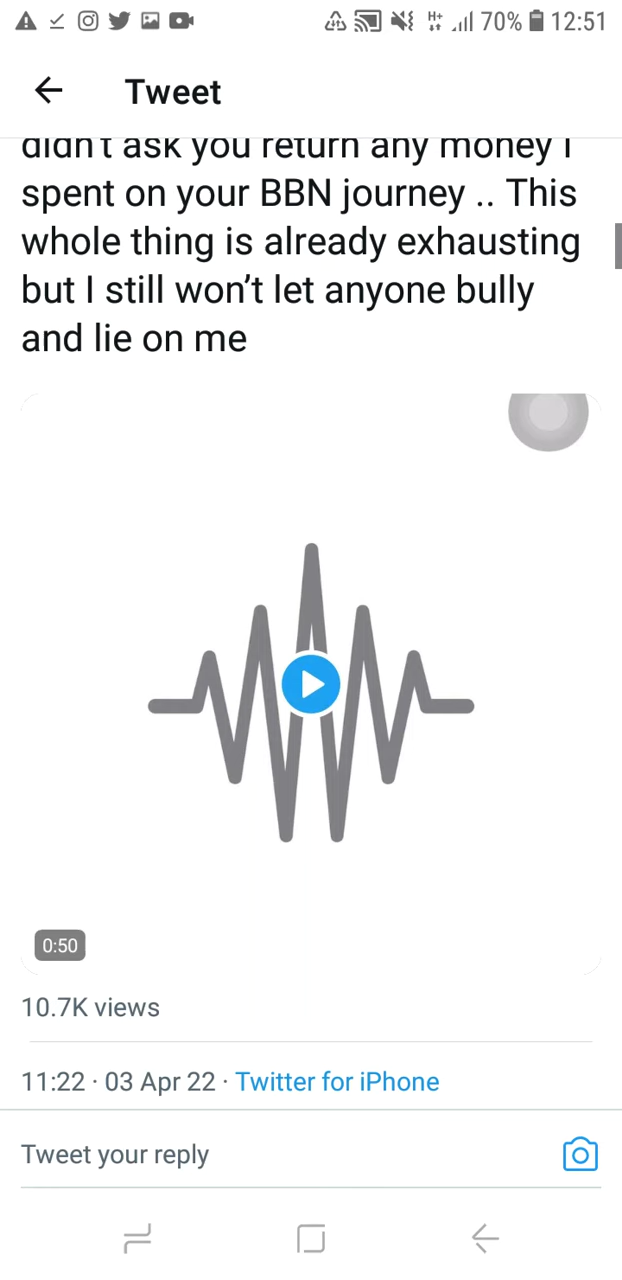 H+ 70% 12:51
Tweet
didn't ask you return any money I
spent on your BBN journey .. This
whole thing is already exhausting
but I still won't let anyone bully
and lie on me
0:50
10.7K views
11:22 · 03 Apr 22 · Twitter for iPhone
Tweet your reply